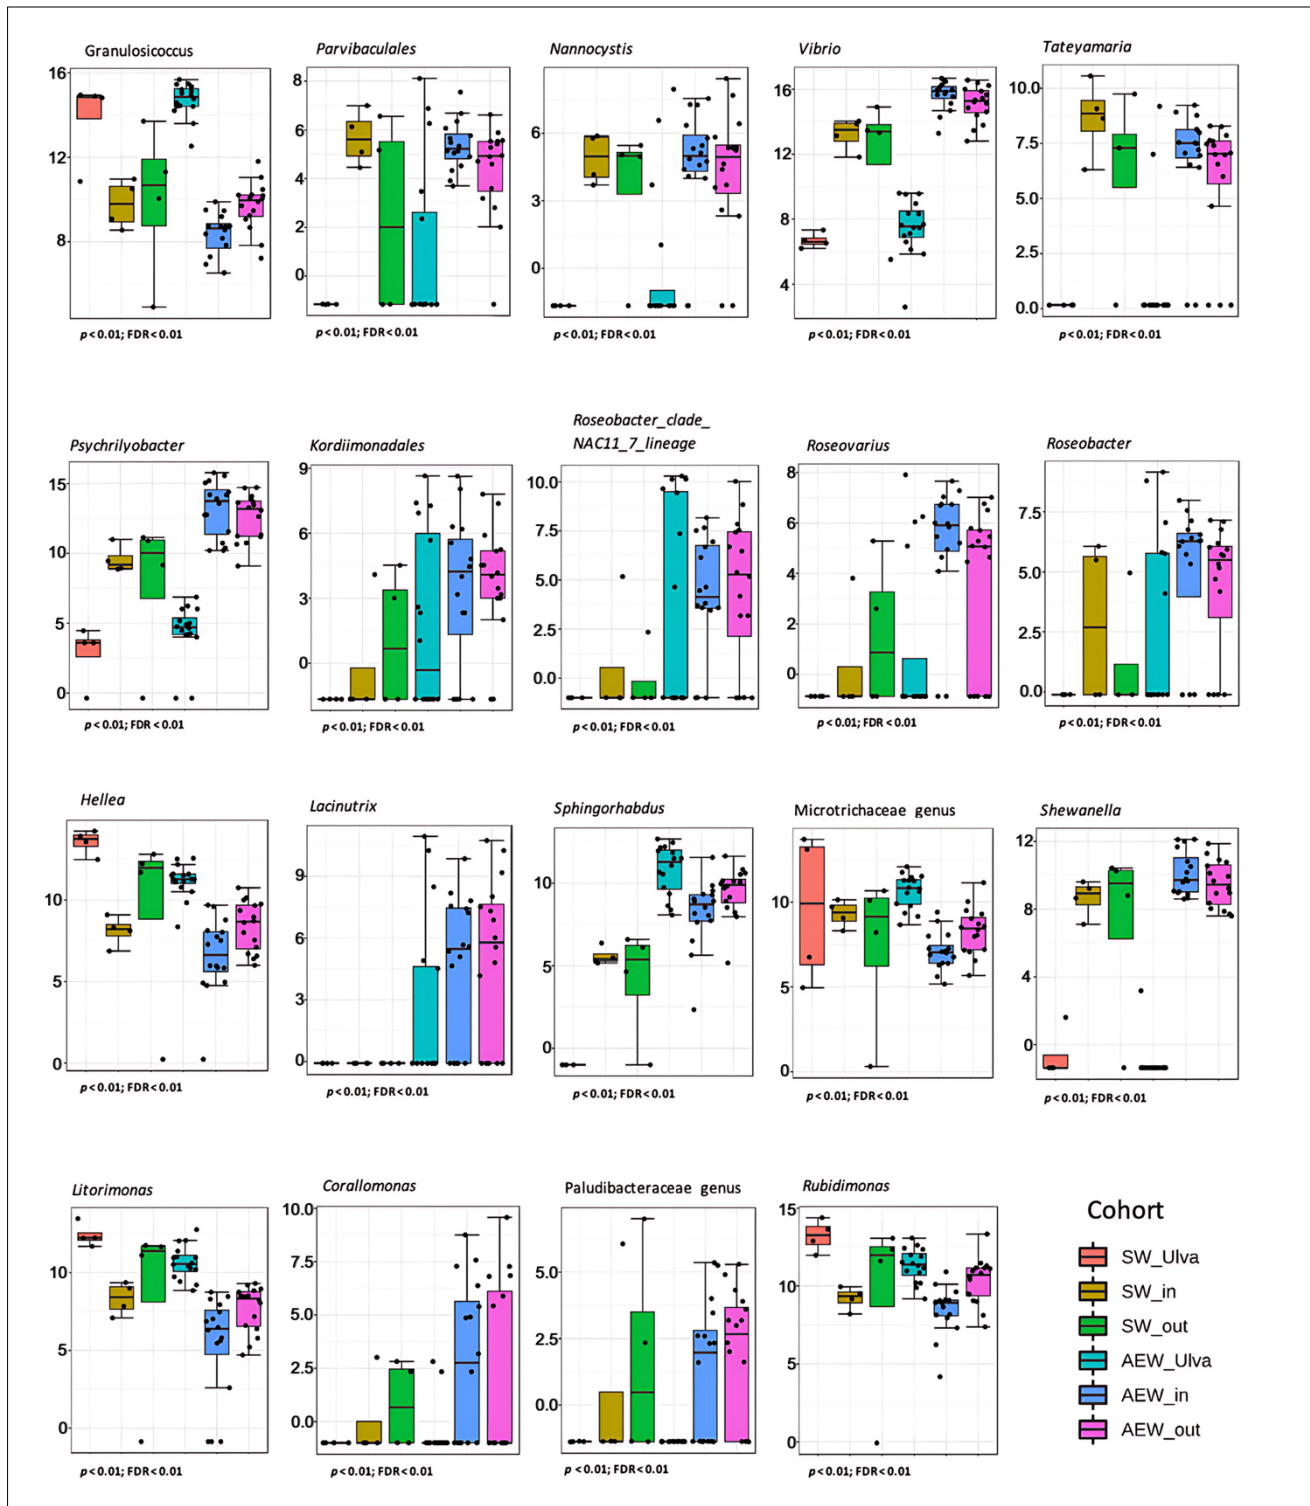 Granulosicoccus
Parvibaculales
Nannocystis
Vibrio
Tateyamaria
16
12
8
8
6
4
2
0
6
3
0
16
12
8
4
10.0
7.5
5.0
2.5
0.0
p<0.01; FDR<0.01
p<0.01; FDR<0.01
p<0.01; FDR<0.01
p<0.01; FDR<0.01
p<0.01; FDR<0.01
Psychrilyobacter
Kordiimonadales
Roseobacter_clade_
NAC11_7_lineage
Roseovarius
Roseobacter
15
10
5
0
9
6
3
0
10.0
7.5
5.0
2.5
0.0
8
6
4
2
0
7.5
5.0
2.5
0.0
p<0.01; FDR<0.01
p<0.01; FDR<0.01
p<0.01; FDR<0.01
p<0.01; FDR<0.01
p<0.01; FDR<0.01
Hellea
Lacinutrix
Sphingorhabdus
Microtrichaceae genus
Shewanella
10
5
0
9
6
3
0
10
5
0
10
5
0
12
8
4
0
p<0.01; FDR<0.01
p<0.01; FDR<0.01
p<0.01; FDR<0.01
p<0.01; FDR<0.01
p<0.01; FDR<0.01
Litorimonas
Corallomonas
Paludibacteraceae genus
Rubidimonas
10
5
0
10.0
7.5
5.0
2.5
0.0
5.0
2.5
0.0
15
10
5
0
p<0.01; FDR<0.01
p<0.01; FDR<0.01
p<0.01; FDR<0.01
p<0.01; FDR<0.01
Cohort
SW_Ulva
SW_in
SW_out
AEW_Ulva
AEW_in
AEW_out